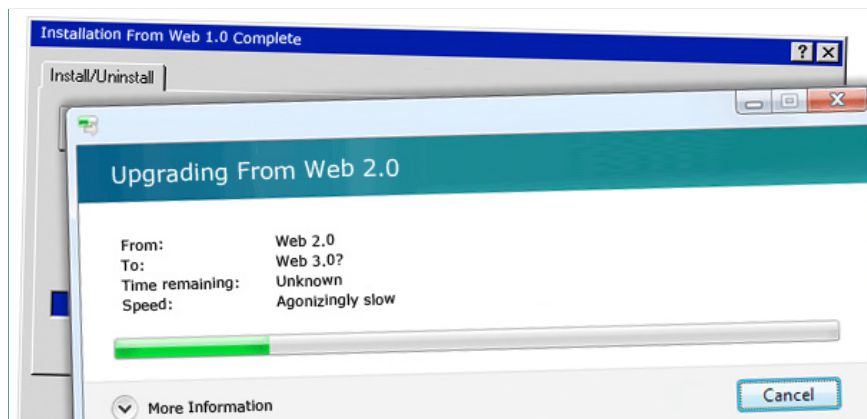 Installation From Web 1.0 Complete
Install/Uninstall
Upgrading From Web 2.0
From: Web 2.0
To: Web 3.0?
Time remaining: Unknown
Speed: Agonizingly slow
More Information
Cancel